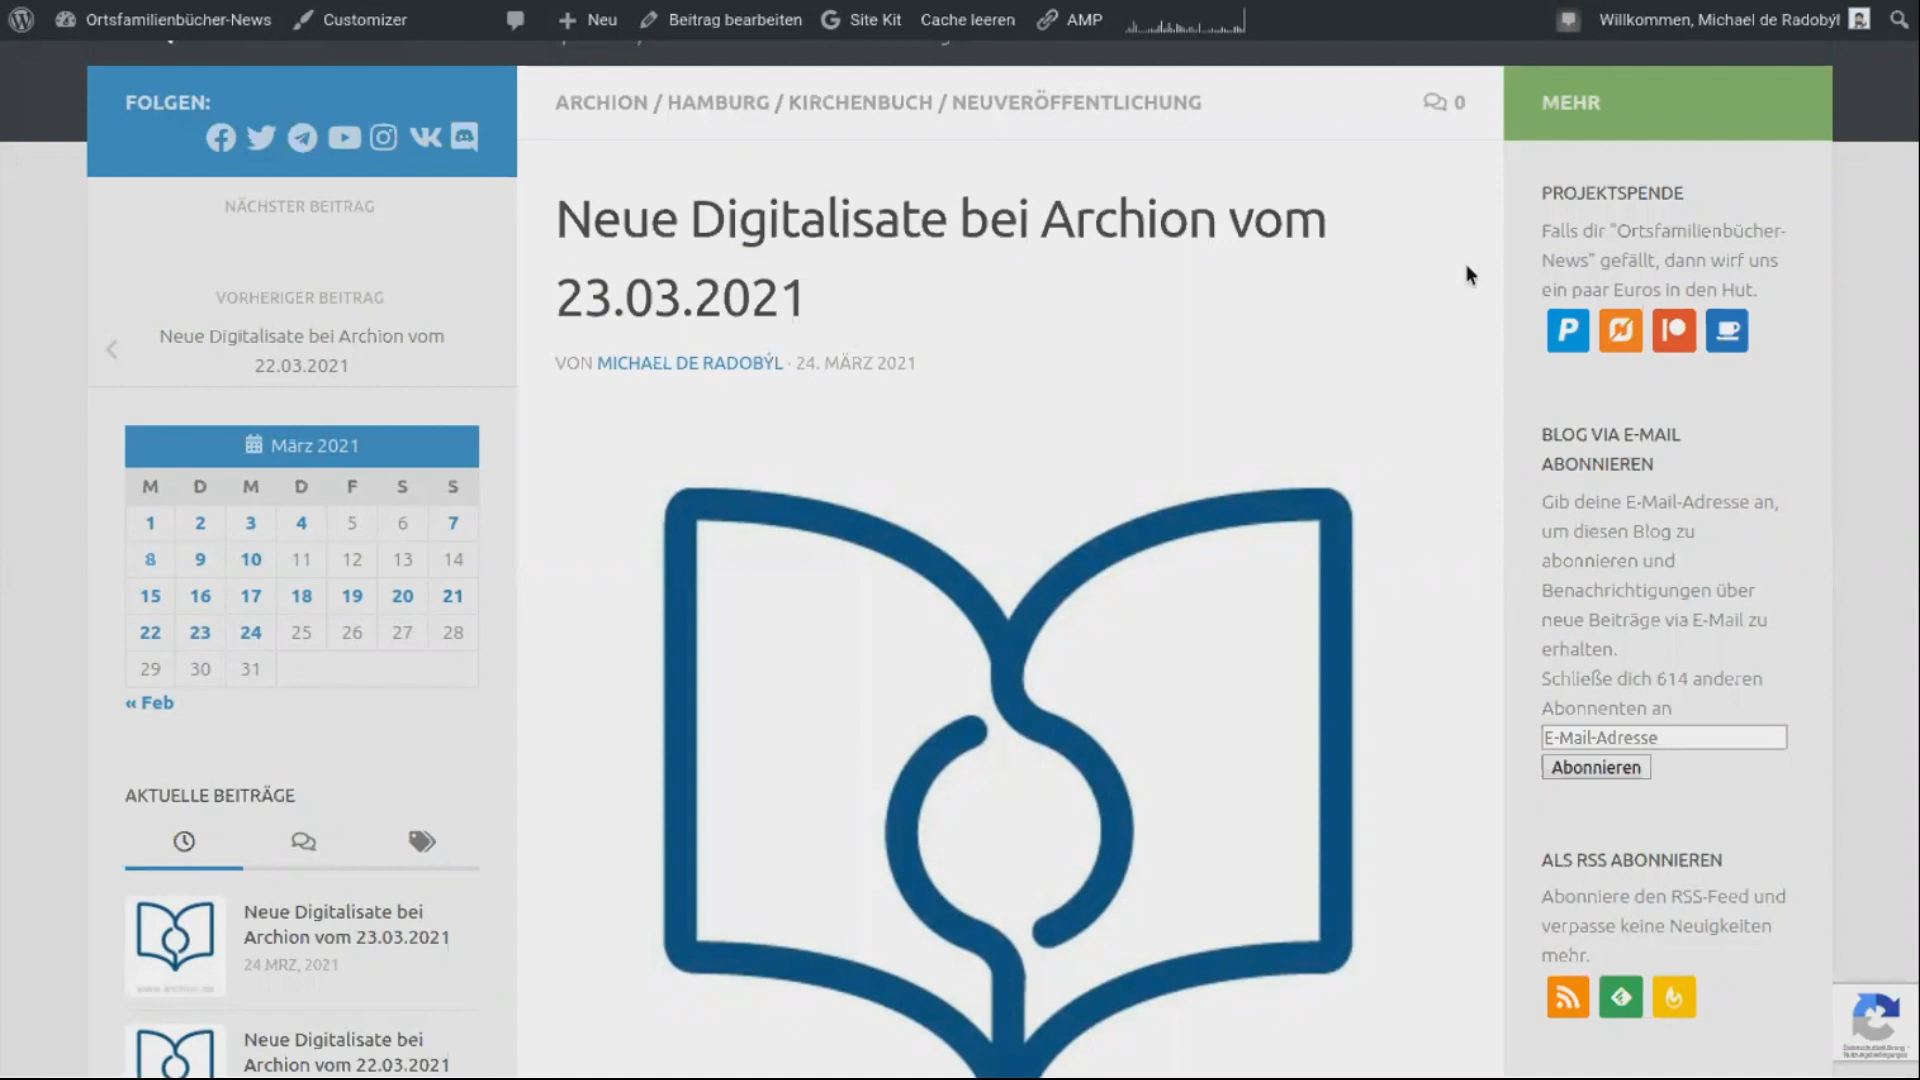 Ortsfamilienbücher-News Customizer Neu Beitrag bearbeiten Site Kit Cache leeren AMP Willkommen, Michael de Radobýl
FOLGEN:
NÄCHSTER BEITRAG
VORHERIGER BEITRAG
Neue Digitalisate bei Archion vom
22.03.2021
März 2021
M D M D F S S
1 2 3 4 5 6 7
8 9 10 11 12 13 14
15 16 17 18 19 20 21
22 23 24 25 26 27 28
29 30 31
« Feb
AKTUELLE BEITRÄGE
Neue Digitalisate bei
Archion vom 23.03.2021
24 MRZ, 2021
Neue Digitalisate bei
Archion vom 22.03.2021
ARCHION / HAMBURG / KIRCHENBUCH / NEUVERÖFFENTLICHUNG
0
Neue Digitalisate bei Archion vom
23.03.2021
VON MICHAEL DE RADOBÝL · 24. MÄRZ 2021
MEHR
PROJEKTSPENDE
Falls dir "Ortsfamilienbücher-
News" gefällt, dann wirf uns
ein paar Euros in den Hut.
BLOG VIA E-MAIL
ABONNIEREN
Gib deine E-Mail-Adresse an,
um diesen Blog zu
abonnieren und
Benachrichtigungen über
neue Beiträge via E-Mail zu
erhalten.
Schließe dich 614 anderen
Abonnenten an
E-Mail-Adresse
Abonnieren
ALS RSS ABONNIEREN
Abonniere den RSS-Feed und
verpasse keine Neuigkeiten
mehr.